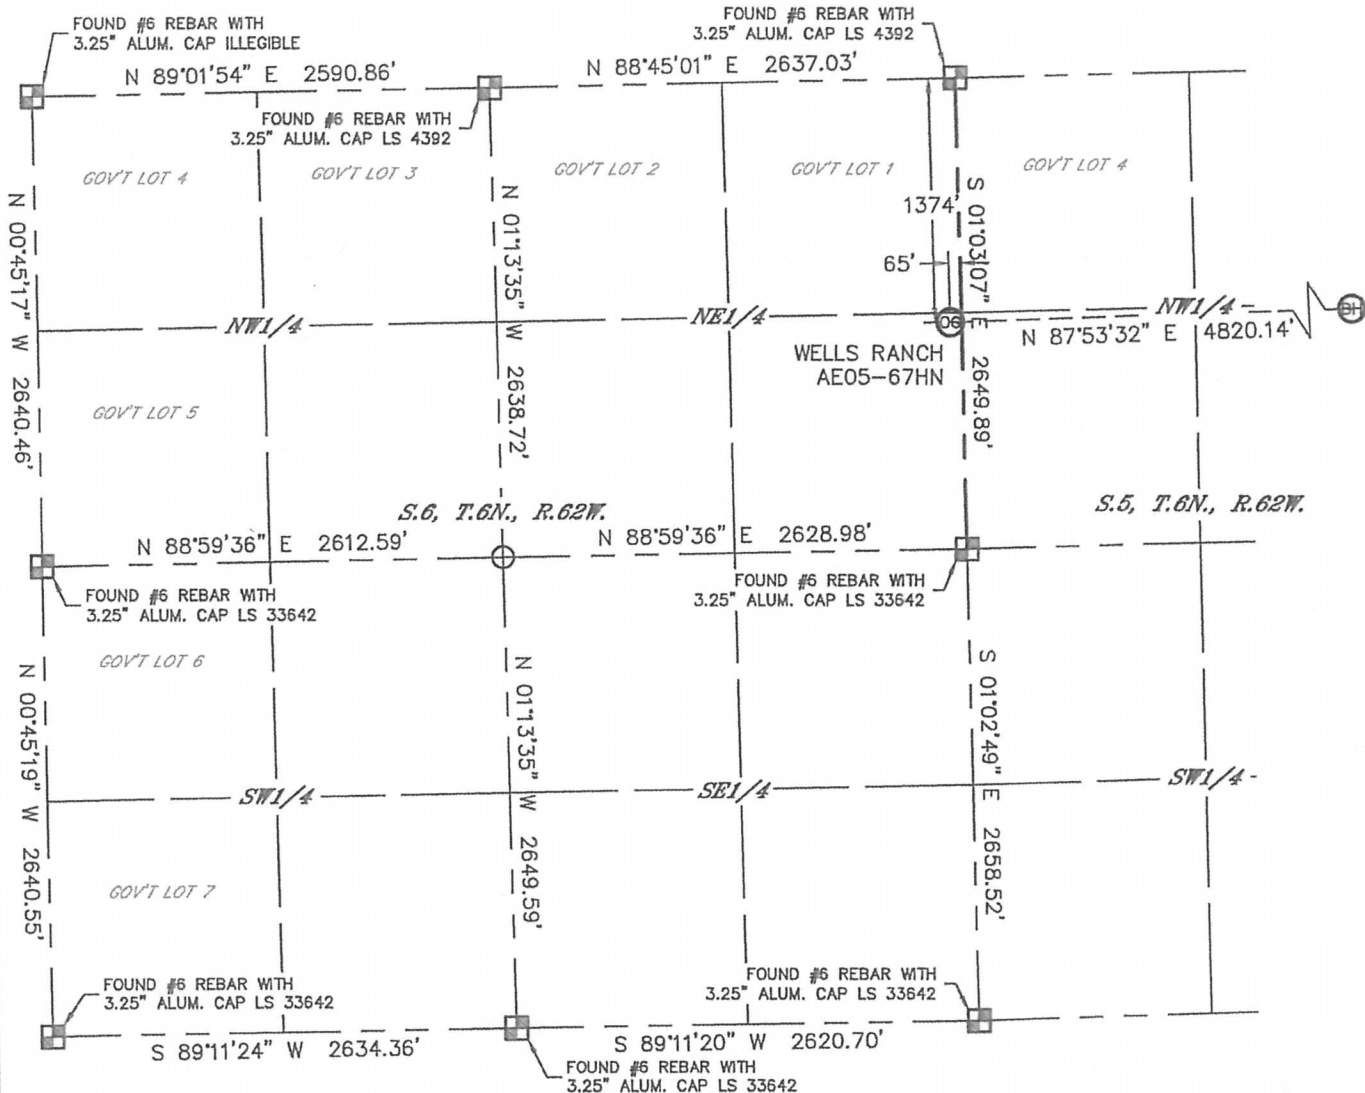 FOUND #6 REBAR WITH
3.25" ALUM. CAP ILLEGIBLE
FOUND #6 REBAR WITH
3.25" ALUM. CAP LS 4392
N 89°01'54" E 2590.86'
N 88°45'01" E 2637.03'
FOUND #6 REBAR WITH
3.25" ALUM. CAP LS 4392
GOV'T LOT 4
GOV'T LOT 3
GOV'T LOT 2
GOV'T LOT 1
GOV'T LOT 4
N 00°45'17" W 2640.46'
N 01°13'35" W 2638.72'
1374'
S 01°03'07" E 2649.89'
65'
NW1/4
NE1/4
06
NW1/4
BH
N 87°53'32" E 4820.14'
WELLS RANCH
AE05-67HN
GOV'T LOT 5
S.6, T.6N., R.62W.
S.5, T.6N., R.62W.
N 88°59'36" E 2612.59'
N 88°59'36" E 2628.98'
FOUND #6 REBAR WITH
3.25" ALUM. CAP LS 33642
FOUND #6 REBAR WITH
3.25" ALUM. CAP LS 33642
GOV'T LOT 6
N 00°45'19" W 2640.55'
N 01°13'35" W 2649.59'
S 01°02'49" E 2658.52'
SW1/4
SE1/4
SW1/4
GOV'T LOT 7
FOUND #6 REBAR WITH
3.25" ALUM. CAP LS 33642
FOUND #6 REBAR WITH
3.25" ALUM. CAP LS 33642
S 89°11'24" W 2634.36'
S 89°11'20" W 2620.70'
FOUND #6 REBAR WITH
3.25" ALUM. CAP LS 33642